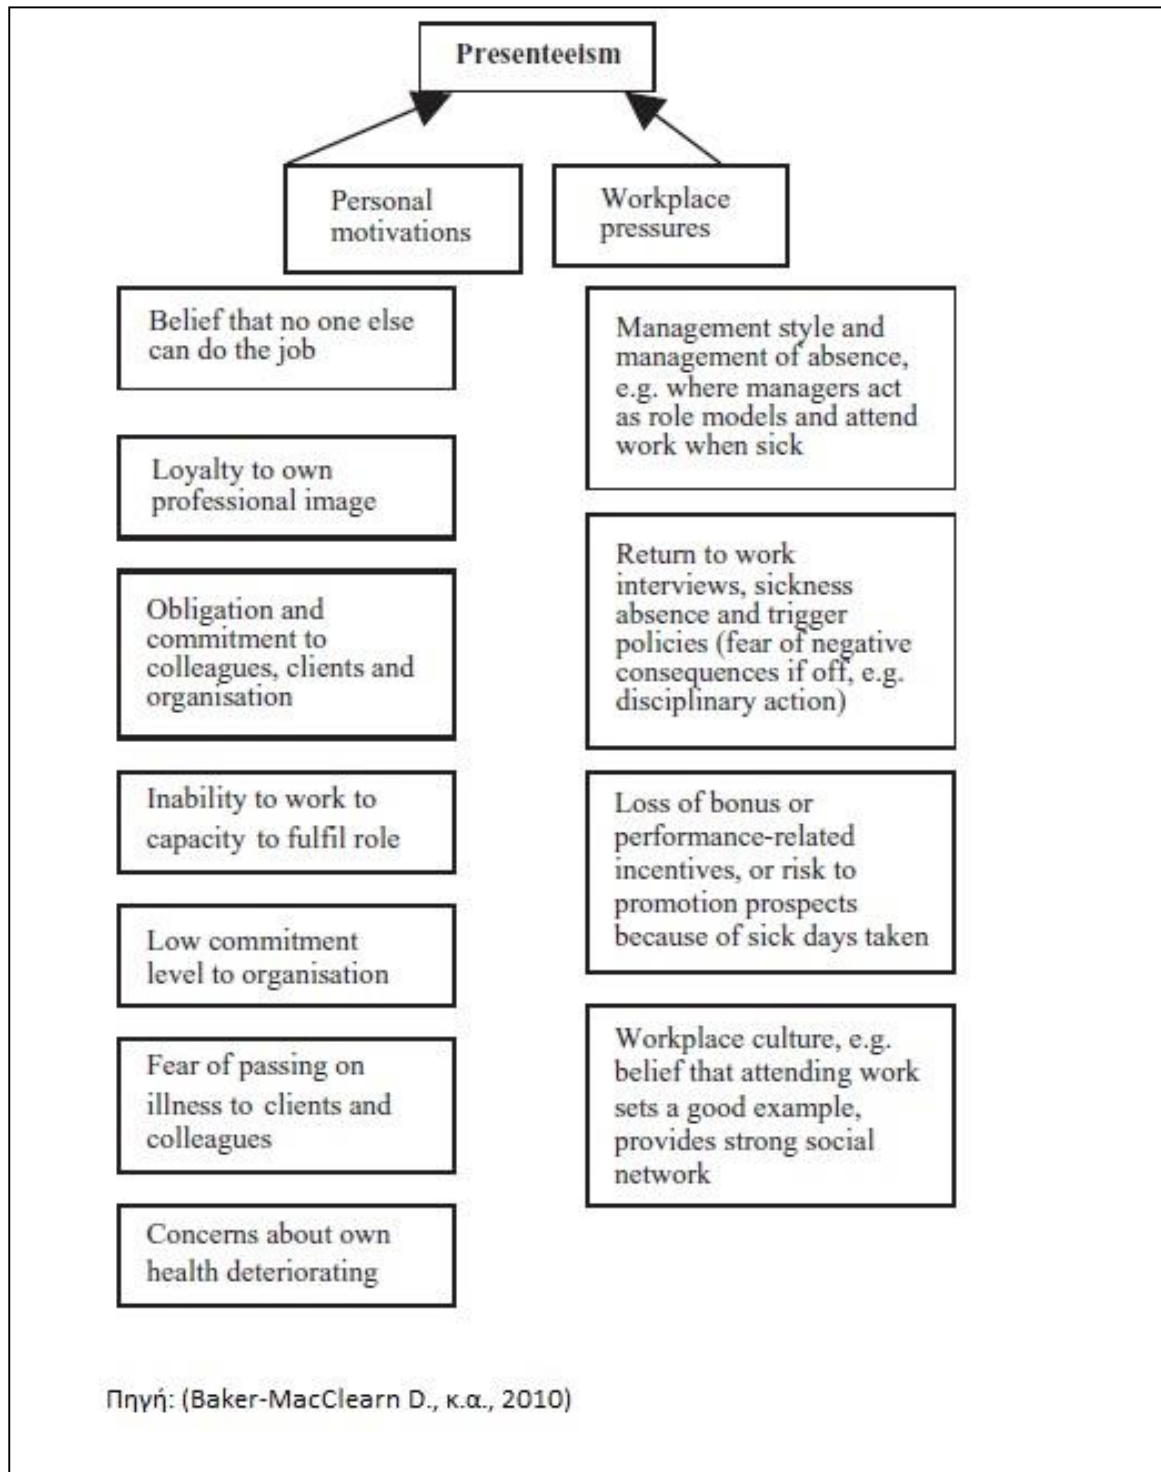 Presenteeism
Personal
motivations
Workplace
pressures
Belief that no one else
can do the job
Loyalty to own
professional image
Obligation and
commitment to
colleagues, clients and
organisation
Inability to work to
capacity to fulfil role
Low commitment
level to organisation
Fear of passing on
illness to clients and
colleagues
Concerns about own
health deteriorating
Management style and
management of absence,
e.g. where managers act
as role models and attend
work when sick
Return to work
interviews, sickness
absence and trigger
policies (fear of negative
consequences if off, e.g.
disciplinary action)
Loss of bonus or
performance-related
incentives, or risk to
promotion prospects
because of sick days taken
Workplace culture, e.g.
belief that attending work
sets a good example,
provides strong social
network
Πηγή: (Baker-MacClearn D., κ.α., 2010)